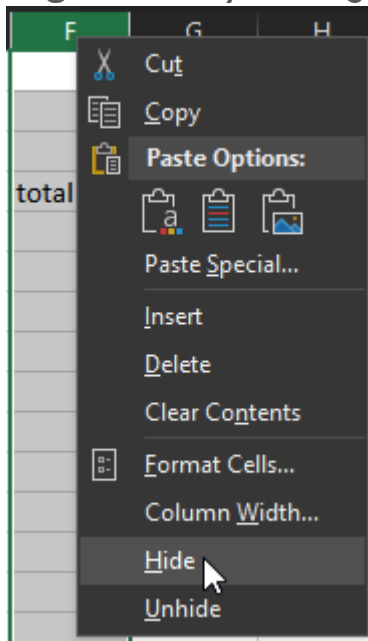 F G H
Cut
Copy
Paste Options:
total
a
Paste Special...
Insert
Delete
Clear Contents
Format Cells...
Column Width...
Hide
Unhide